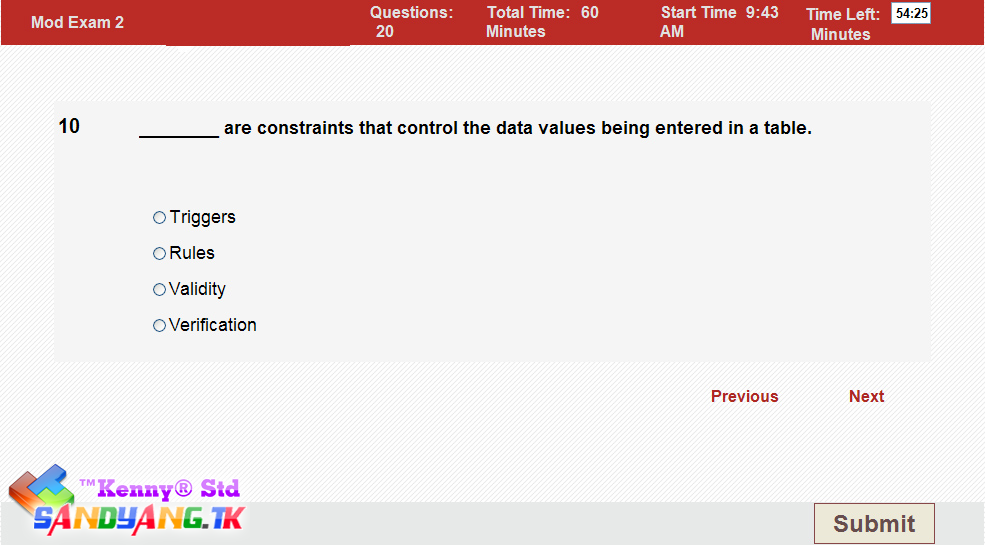 Mod Exam 2
Questions:
20
Total Time: 60
Minutes
Start Time 9:43
AM
Time Left:
Minutes
54:25
10 ________ are constraints that control the data values being entered in a table.
Triggers
Rules
Validity
Verification
Previous Next
™Kenny® Std
SANDYANG.TK
Submit